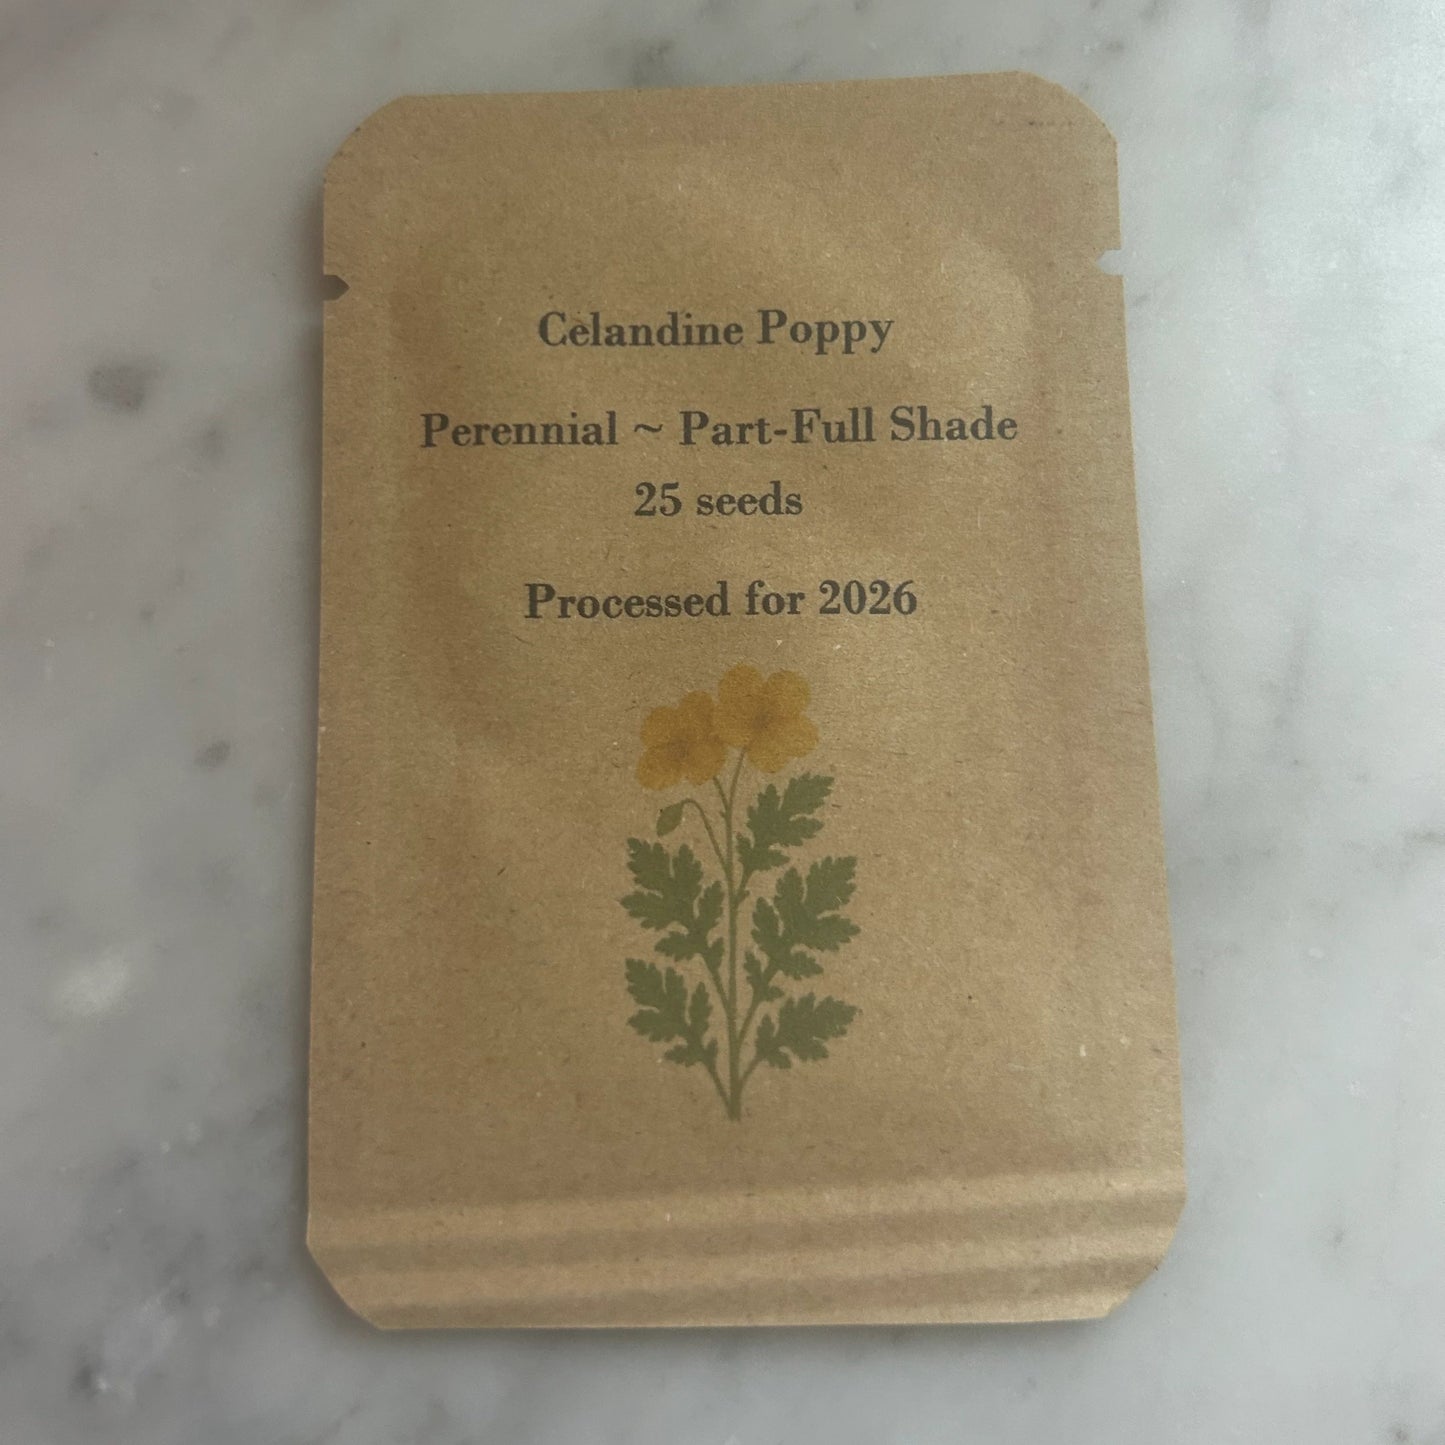 Celandine Poppy
Perennial ~ Part-Full Shade
25 seeds
Processed for 2026